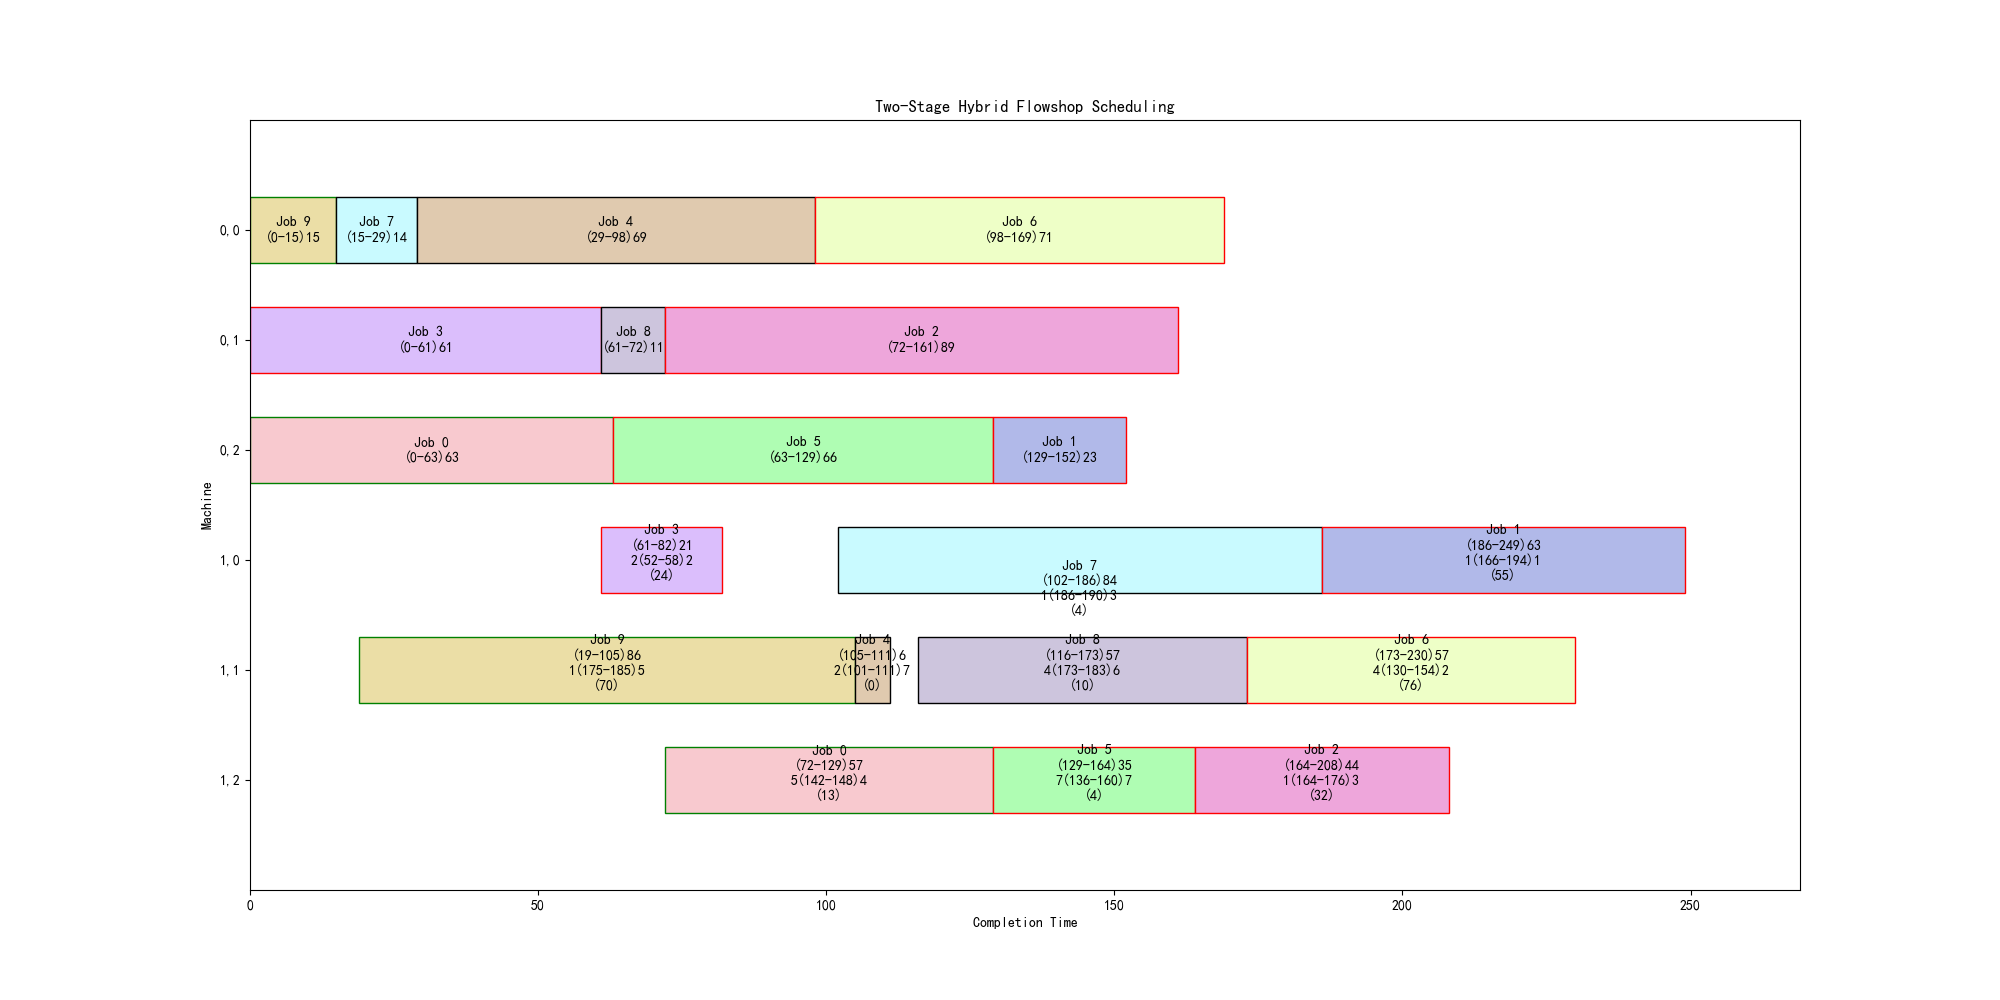 Two-Stage Hybrid Flowshop Scheduling
0,0
Job 9
(0-15)15
Job 7
(15-29)14
Job 4
(29-98)69
Job 6
(98-169)71
0,1
Job 3
(0-61)61
Job 8
(61-72)11
Job 2
(72-161)89
0,2
Job 0
(0-63)63
Job 5
(63-129)66
Job 1
(129-152)23
Machine
1,0
Job 3
(61-82)21
2(52-58)2
(24)
Job 7
(102-186)84
1(186-190)3
(4)
Job 1
(186-249)63
1(166-194)1
(55)
1,1
Job 9
(19-105)86
1(175-185)5
(70)
Job 4
(105-111)6
2(101-111)7
(0)
Job 8
(116-173)57
4(173-183)6
(10)
Job 6
(173-230)57
4(130-154)2
(76)
1,2
Job 0
(72-129)57
5(142-148)4
(13)
Job 5
(129-164)35
7(136-160)7
(4)
Job 2
(164-208)44
1(164-176)3
(32)
0
50
100
150
200
250
Completion Time